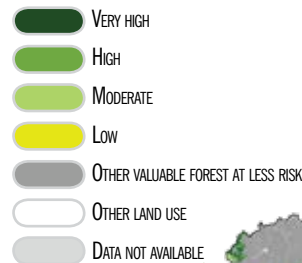 Very high
High
Moderate
Low
Other valuable forest at less risk
Other land use
Data not available